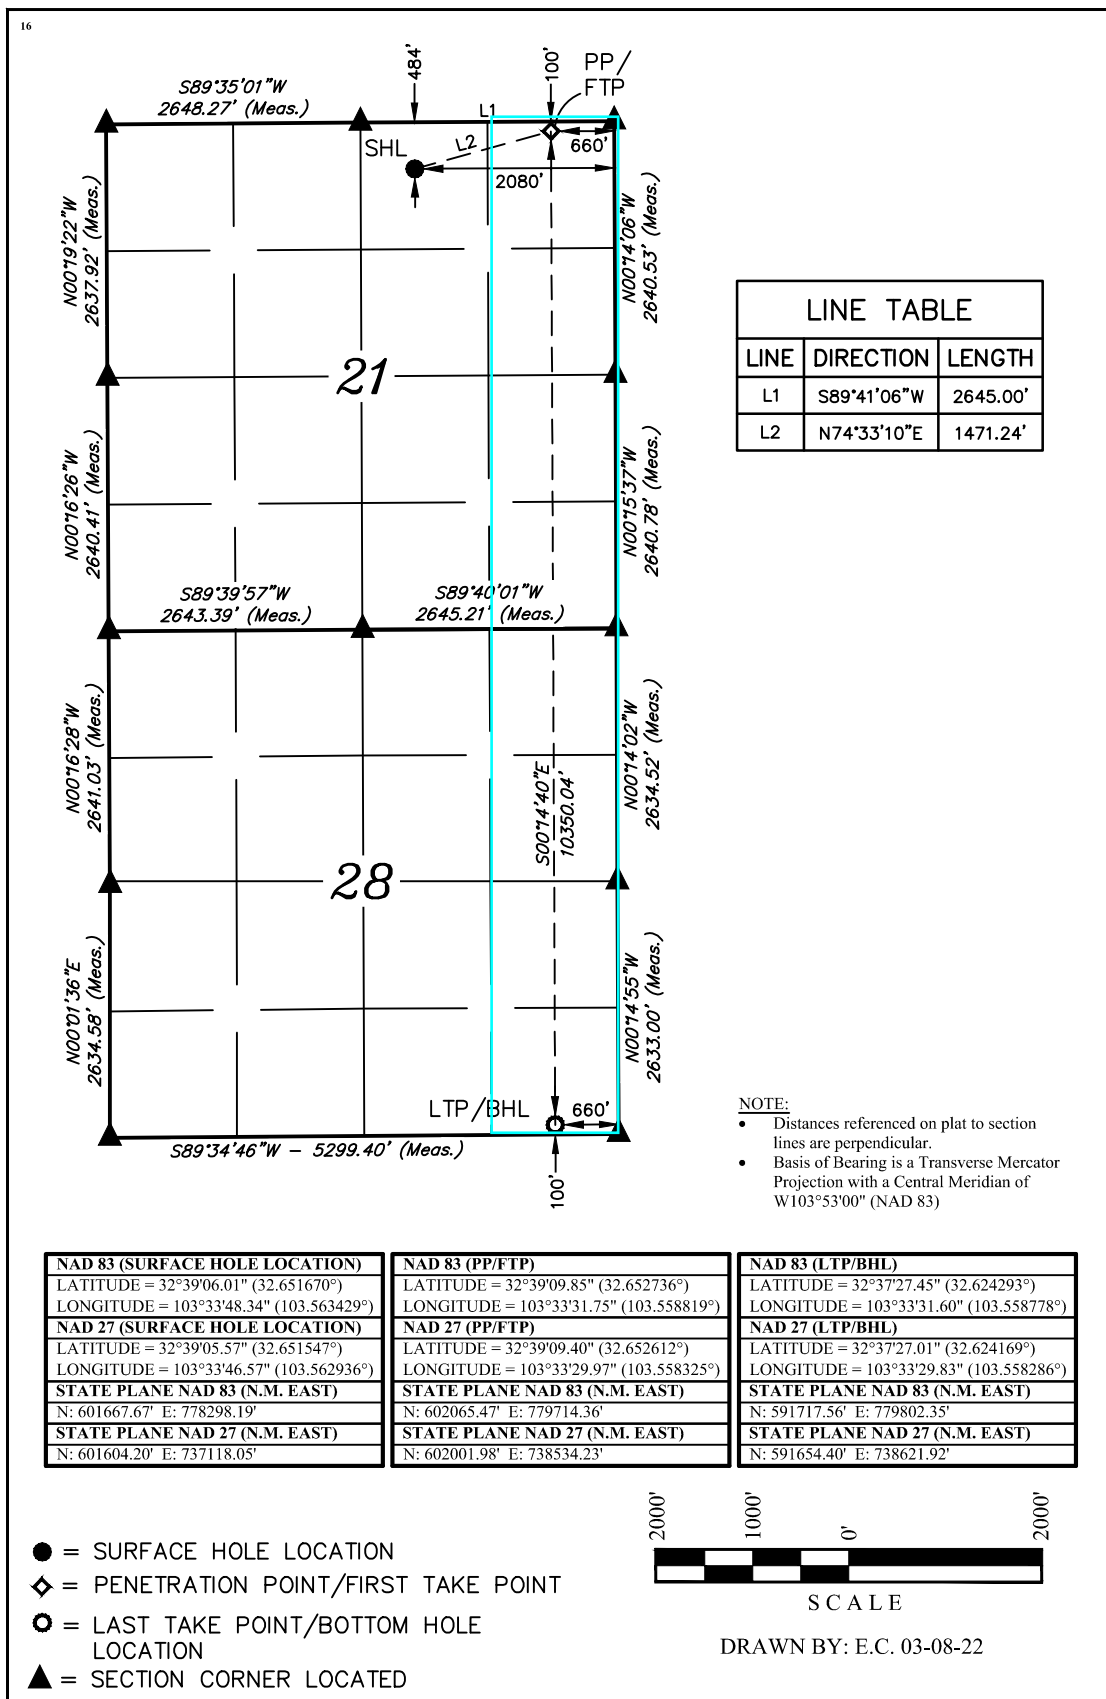 16
S89°35'01"W
2648.27' (Meas.)
484'
100'
PP/
FTP
L1
L2
SHL
660'
2080'
N00°19'22"W
2637.92' (Meas.)
N00°14'06"W
2640.53' (Meas.)
21
N00°16'26"W
2640.41' (Meas.)
N00°15'37"W
2640.78' (Meas.)
S89°39'57"W
2643.39' (Meas.)
S89°40'01"W
2645.21' (Meas.)
N00°16'28"W
2641.03' (Meas.)
N00°14'02"W
2634.52' (Meas.)
S00°14'40"E
10350.04'
28
N00°01'36"E
2634.58' (Meas.)
N00°14'55"W
2633.00' (Meas.)
LTP/BHL
660'
S89°34'46"W – 5299.40' (Meas.)
100'
LINE TABLE
LINE DIRECTION LENGTH
L1 S89°41'06"W 2645.00'
L2 N74°33'10"E 1471.24'
NOTE:
• Distances referenced on plat to section
lines are perpendicular.
• Basis of Bearing is a Transverse Mercator
Projection with a Central Meridian of
W103°53'00" (NAD 83)
NAD 83 (SURFACE HOLE LOCATION)
LATITUDE = 32°39'06.01" (32.651670°)
LONGITUDE = 103°33'48.34" (103.563429°)
NAD 27 (SURFACE HOLE LOCATION)
LATITUDE = 32°39'05.57" (32.651547°)
LONGITUDE = 103°33'46.57" (103.562936°)
STATE PLANE NAD 83 (N.M. EAST)
N: 601667.67' E: 778298.19'
STATE PLANE NAD 27 (N.M. EAST)
N: 601604.20' E: 737118.05'
NAD 83 (PP/FTP)
LATITUDE = 32°39'09.85" (32.652736°)
LONGITUDE = 103°33'31.75" (103.558819°)
NAD 27 (PP/FTP)
LATITUDE = 32°39'09.40" (32.652612°)
LONGITUDE = 103°33'29.97" (103.558325°)
STATE PLANE NAD 83 (N.M. EAST)
N: 602065.47' E: 779714.36'
STATE PLANE NAD 27 (N.M. EAST)
N: 602001.98' E: 738534.23'
NAD 83 (LTP/BHL)
LATITUDE = 32°37'27.45" (32.624293°)
LONGITUDE = 103°33'31.60" (103.558778°)
NAD 27 (LTP/BHL)
LATITUDE = 32°37'27.01" (32.624169°)
LONGITUDE = 103°33'29.83" (103.558286°)
STATE PLANE NAD 83 (N.M. EAST)
N: 591717.56' E: 779802.35'
STATE PLANE NAD 27 (N.M. EAST)
N: 591654.40' E: 738621.92'
= SURFACE HOLE LOCATION
= PENETRATION POINT/FIRST TAKE POINT
= LAST TAKE POINT/BOTTOM HOLE
LOCATION
= SECTION CORNER LOCATED
2000' 1000' 0' 2000'
SCALE
DRAWN BY: E.C. 03-08-22